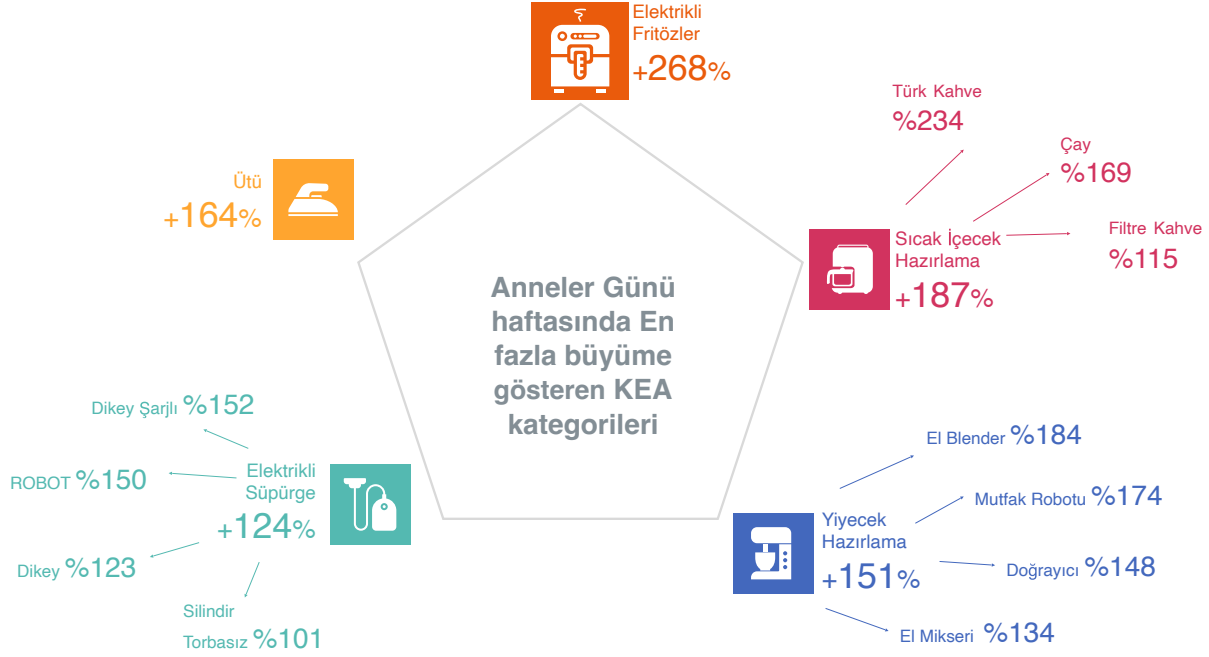 Elektrikli
Fritözler
+268%
Türk Kahve
%234
Çay
%169
Filtre Kahve
%115
Sıcak İçecek
Hazırlama
+187%
Ütü
+164%
Anneler Günü
haftasında En
fazla büyüme
gösteren KEA
kategorileri
Dikey Şarjlı %152
ROBOT %150
Elektrikli
Süpürge
+124%
Dikey %123
Silindir
Torbasız %101
El Blender %184
Mutfak Robotu %174
Yiyecek
Hazırlama
+151%
Doğrayıcı %148
El Mikseri %134